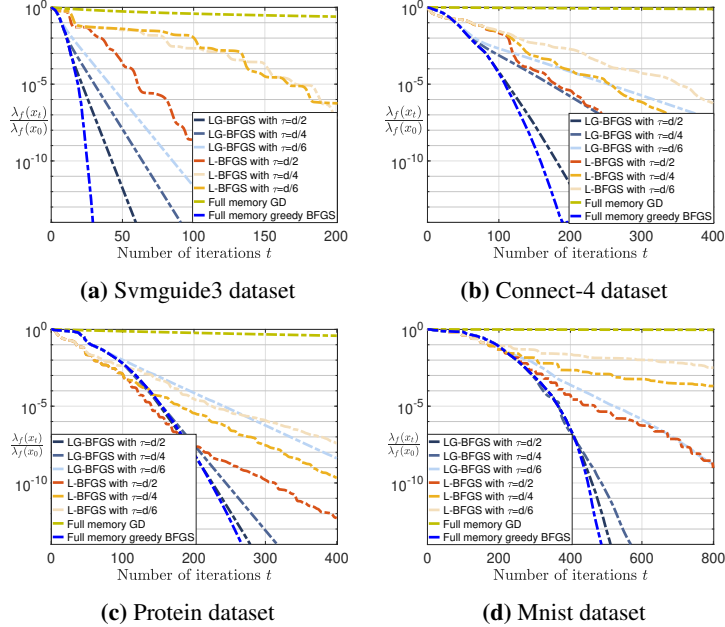 10^0
10^-5
λ_f(x_t)
λ_f(x_0)
10^-10
LG-BFGS with τ=d/2
LG-BFGS with τ=d/4
LG-BFGS with τ=d/6
L-BFGS with τ=d/2
L-BFGS with τ=d/4
L-BFGS with τ=d/6
Full memory GD
Full memory greedy BFGS
0 50 100 150 200
Number of iterations t
(a) Svmguide3 dataset
10^0
10^-5
λ_f(x_t)
λ_f(x_0)
10^-10
LG-BFGS with τ=d/2
LG-BFGS with τ=d/4
LG-BFGS with τ=d/6
L-BFGS with τ=d/2
L-BFGS with τ=d/4
L-BFGS with τ=d/6
Full memory GD
Full memory greedy BFGS
0 100 200 300 400
Number of iterations t
(b) Connect-4 dataset
10^0
10^-5
λ_f(x_t)
λ_f(x_0)
10^-10
LG-BFGS with τ=d/2
LG-BFGS with τ=d/4
LG-BFGS with τ=d/6
L-BFGS with τ=d/2
L-BFGS with τ=d/4
L-BFGS with τ=d/6
Full memory GD
Full memory greedy BFGS
0 100 200 300 400
Number of iterations t
(c) Protein dataset
10^0
10^-5
λ_f(x_t)
λ_f(x_0)
10^-10
LG-BFGS with τ=d/2
LG-BFGS with τ=d/4
LG-BFGS with τ=d/6
L-BFGS with τ=d/2
L-BFGS with τ=d/4
L-BFGS with τ=d/6
Full memory GD
Full memory greedy BFGS
0 200 400 600 800
Number of iterations t
(d) Mnist dataset